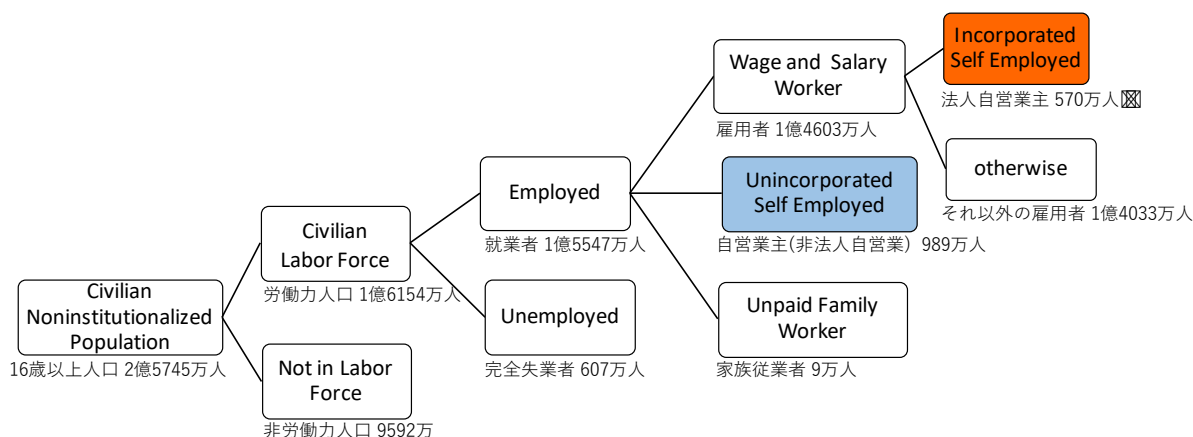 Civilian
Noninstitutionalized
Population
16歳以上人口 2億5745万人
Civilian
Labor Force
労働力人口 1億6154万人
Not in Labor
Force
非労働力人口 9592万
Employed
就業者 1億5547万人
Unemployed
完全失業者 607万人
Wage and Salary
Worker
雇用者 1億4603万人
Unincorporated
Self Employed
自営業主(非法人自営業) 989万人
Unpaid Family
Worker
家族従業者 9万人
Incorporated
Self Employed
法人自営業主 570万人
otherwise
それ以外の雇用者 1億4033万人